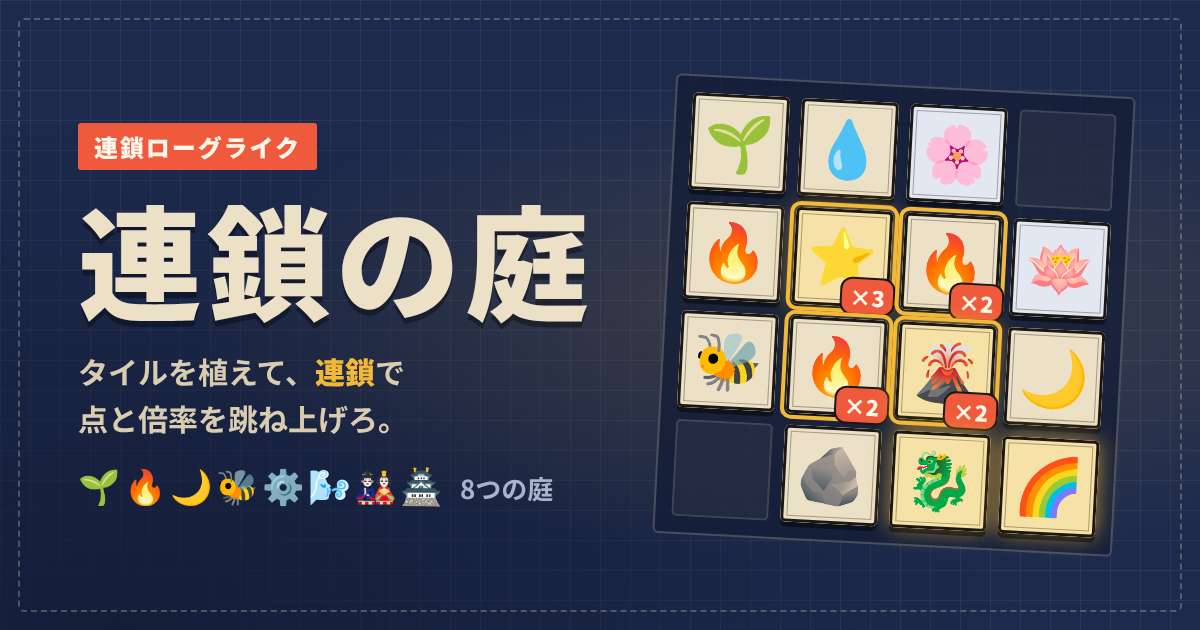 連鎖ローグライク
連鎖の庭
タイルを植えて、連鎖で
点と倍率を跳ね上げろ。
8つの庭
×3
×2
×2
×2